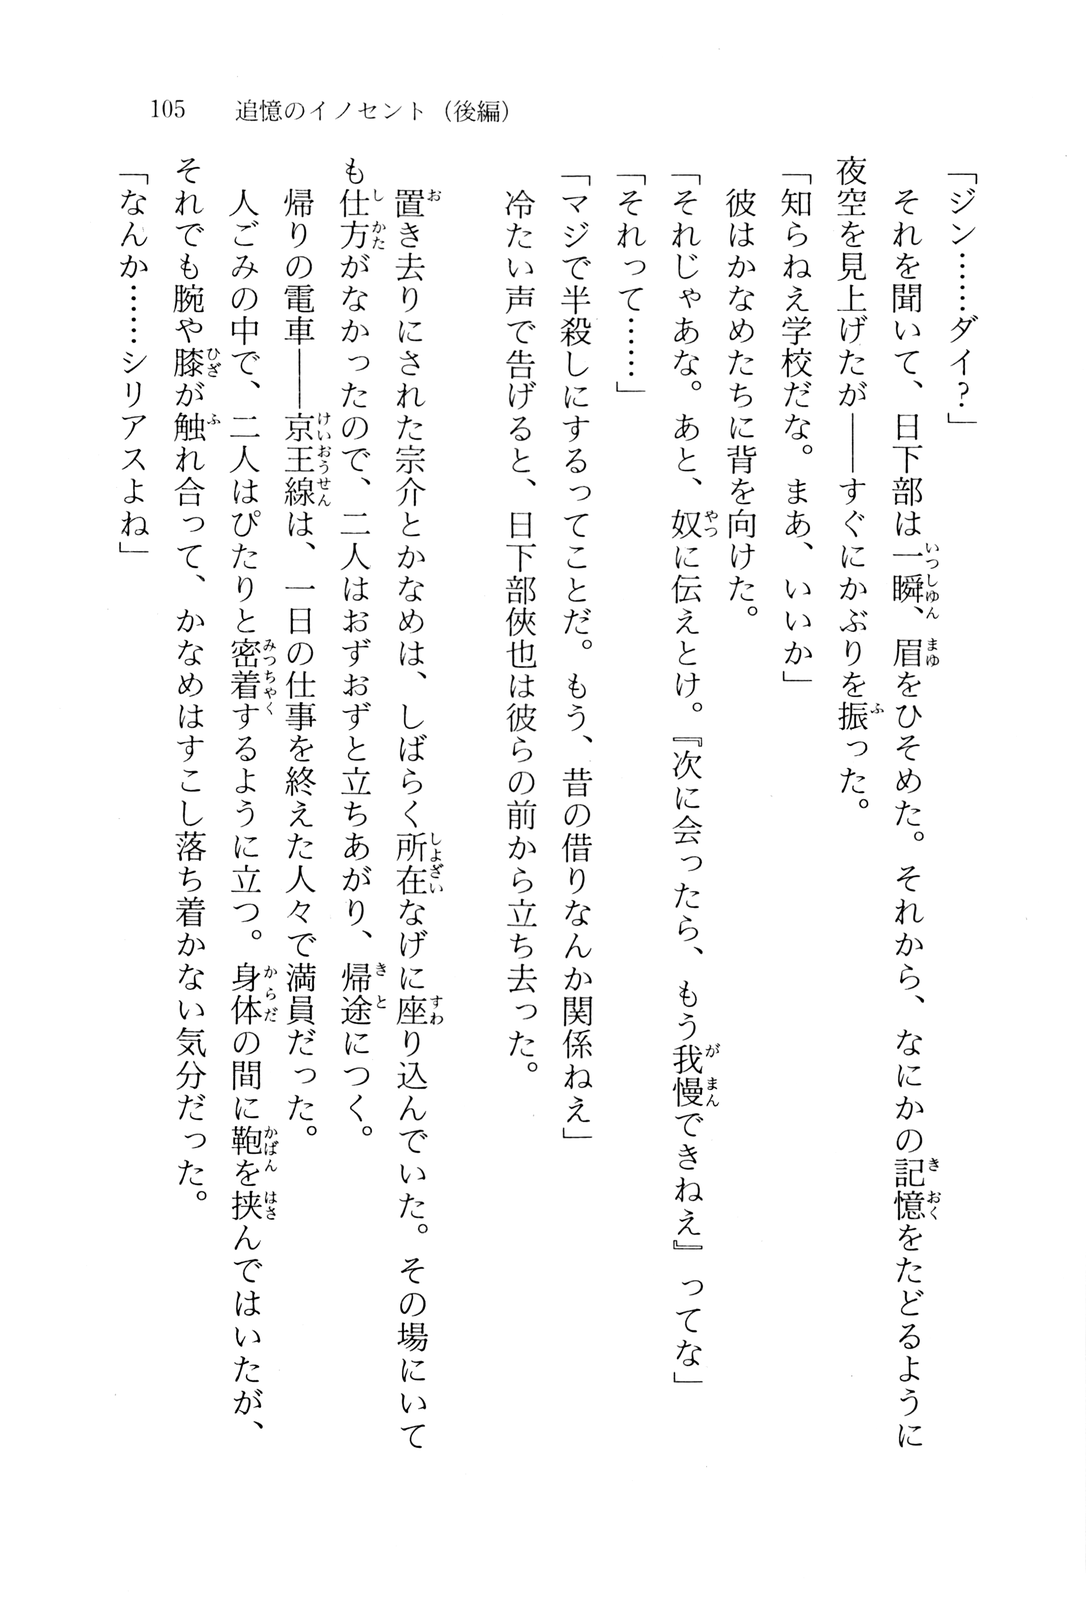 105　追憶のイノセント（後編）
「ジン……ダイ？」
　それを聞いて、日下部は一瞬、眉をひそめた。それから、なにかの記憶をたどるように
夜空を見上げたが――すぐにかぶりを振った。
「知らねえ学校だな。まあ、いいか」
　彼はかなめたちに背を向けた。
「それじゃあな。あと、奴に伝えとけ。『次に会ったら、もう我慢できねえ』ってな」
「それって……」
「マジで半殺しにするってことだ。もう、昔の借りなんか関係ねえ」
　冷たい声で告げると、日下部俠也は彼らの前から立ち去った。
　置き去りにされた宗介とかなめは、しばらく所在なげに座り込んでいた。その場にいて
も仕方がなかったので、二人はおずおずと立ちあがり、帰途につく。
　帰りの電車――京王線は、一日の仕事を終えた人々で満員だった。
　人ごみの中で、二人はぴたりと密着するように立つ。身体の間に鞄を挟んではいたが、
それでも腕や膝が触れ合って、かなめはすこし落ち着かない気分だった。
「なんか……シリアスよね」